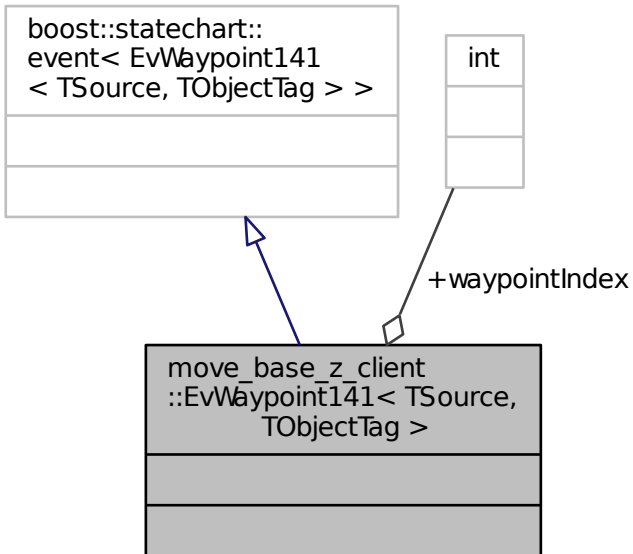 boost::statechart::
event< EvWaypoint141
< TSource, TObjectTag > >
int
+waypointIndex
move_base_z_client
::EvWaypoint141< TSource,
TObjectTag >